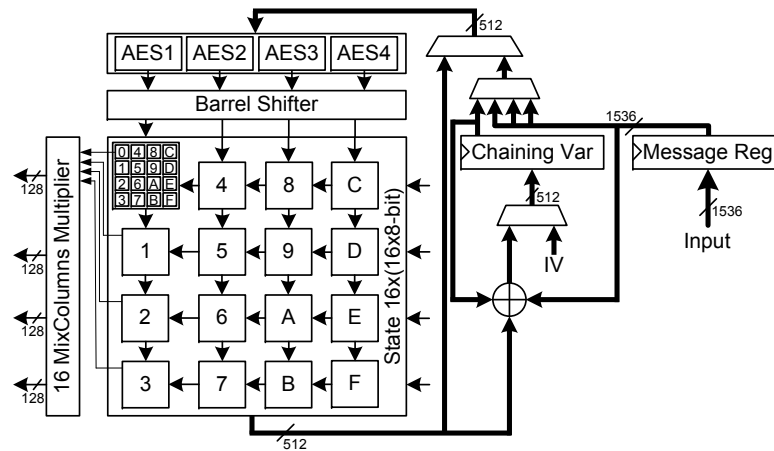 512
AES1 AES2 AES3 AES4
Barrel Shifter
1536
Chaining Var
Message Reg
0 4 8 C
1 5 9 D
2 6 A E
3 7 B F
4 8 C
1 5 9 D
2 6 A E
3 7 B F
16 MixColumns Multiplier
128
128
128
128
State 16x(16x8-bit)
512
IV
1536
Input
512